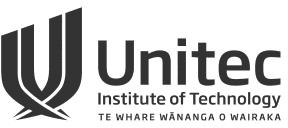 Unitec
Institute of Technology
TE WHARE WĀNANGA O WAIRAKA